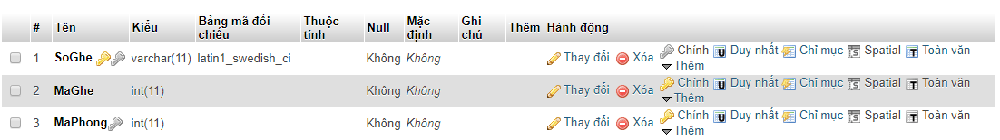 # Tên Kiểu Bảng mã đối chiếu Thuộc tính Null Mặc định Ghi chú Thêm Hành động
1 SoGhe varchar(11) latin1_swedish_ci Không Không Thay đổi Xóa Chính U Duy nhất Chỉ mục S Spatial T Toàn văn
Thêm
2 MaGhe int(11) Không Không Thay đổi Xóa Chính U Duy nhất Chỉ mục S Spatial T Toàn văn
Thêm
3 MaPhong int(11) Không Không Thay đổi Xóa Chính U Duy nhất Chỉ mục S Spatial T Toàn văn
Thêm